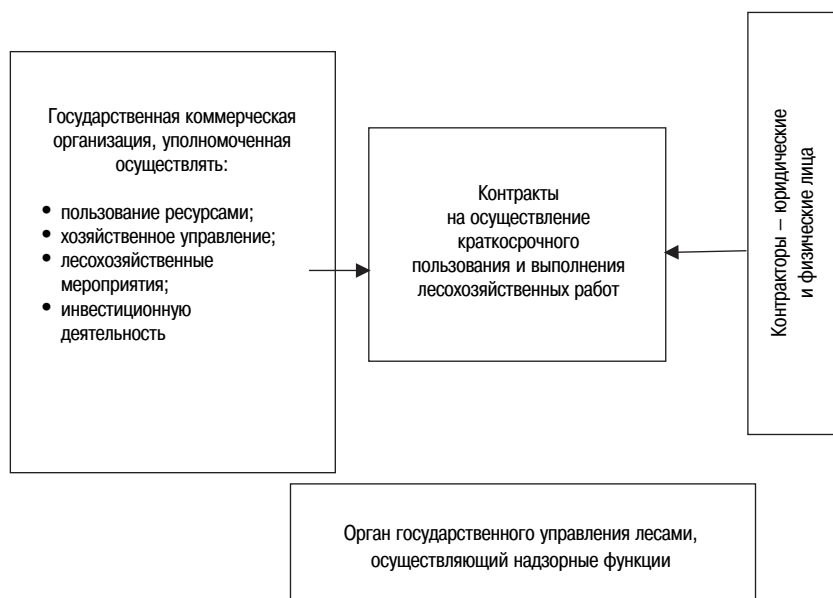 Государственная коммерческая
организация, уполномоченная
осуществлять:
• пользование ресурсами;
• хозяйственное управление;
• лесохозяйственные
мероприятия;
• инвестиционную
деятельность
Контракты
на осуществление
краткосрочного
пользования и выполнения
лесохозяйственных работ
Контракторы – юридические
и физические лица
Орган государственного управления лесами,
осуществляющий надзорные функции